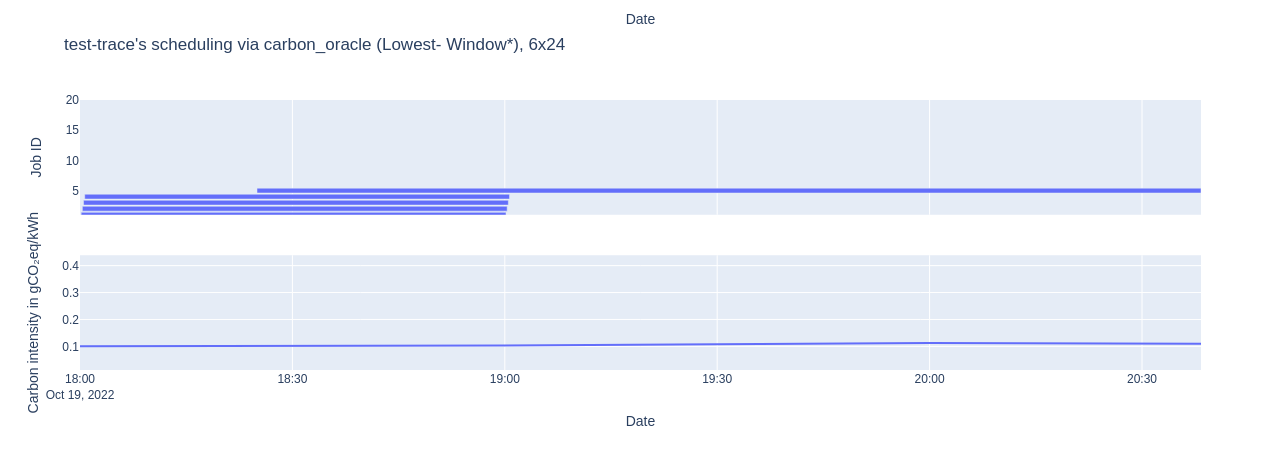 Date
test-trace's scheduling via carbon_oracle (Lowest- Window*), 6x24
Job ID
20
15
10
5
Carbon intensity in gCO₂eq/kWh
0.4
0.3
0.2
0.1
18:00 18:30 19:00 19:30 20:00 20:30
Oct 19, 2022
Date